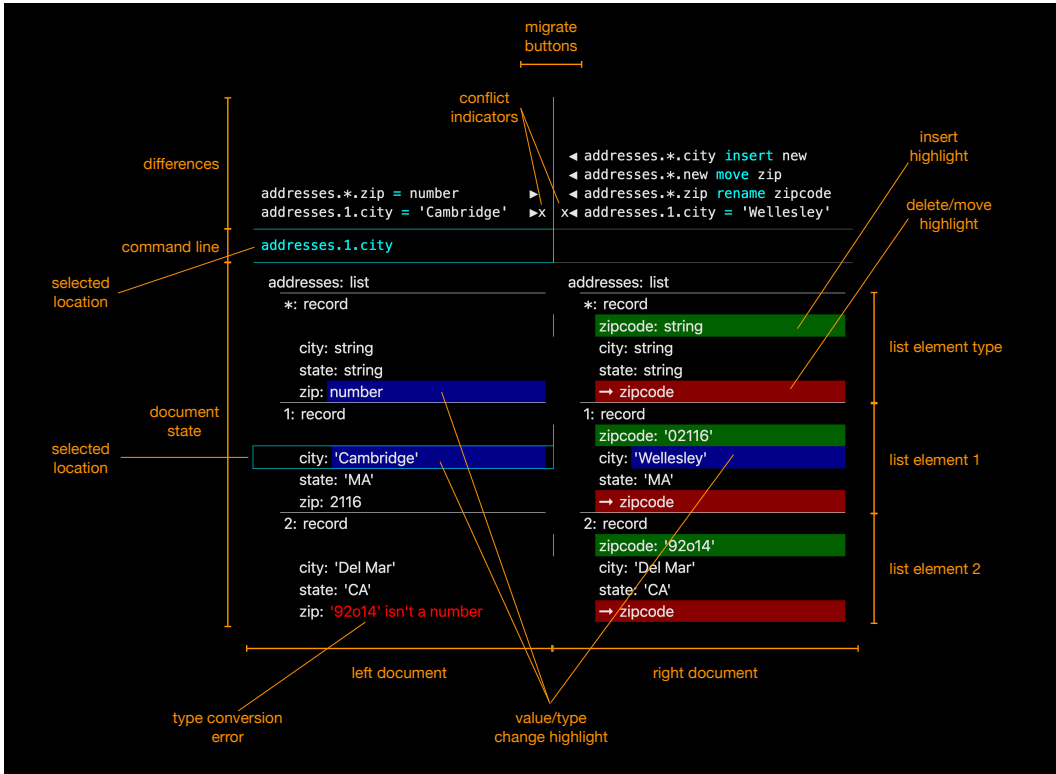 migrate
buttons
conflict
indicators
insert
highlight
differences
◀ addresses.*.city insert new
◀ addresses.*.new move zip
addresses.*.zip = number ▶
◀ addresses.*.zip rename zipcode
addresses.1.city = 'Cambridge' ▶x
x◀ addresses.1.city = 'Wellesley'
delete/move
highlight
command line
addresses.1.city
selected
location
addresses: list
*: record
city: string
state: string
zip: number
1: record
city: 'Cambridge'
state: 'MA'
zip: 2116
2: record
city: 'Del Mar'
state: 'CA'
zip: '92o14' isn't a number
addresses: list
*: record
zipcode: string
city: string
state: string
→ zipcode
1: record
zipcode: '02116'
city: 'Wellesley'
state: 'MA'
→ zipcode
2: record
zipcode: '92o14'
city: 'Del Mar'
state: 'CA'
→ zipcode
document
state
selected
location
list element type
list element 1
list element 2
left document
right document
type conversion
error
value/type
change highlight